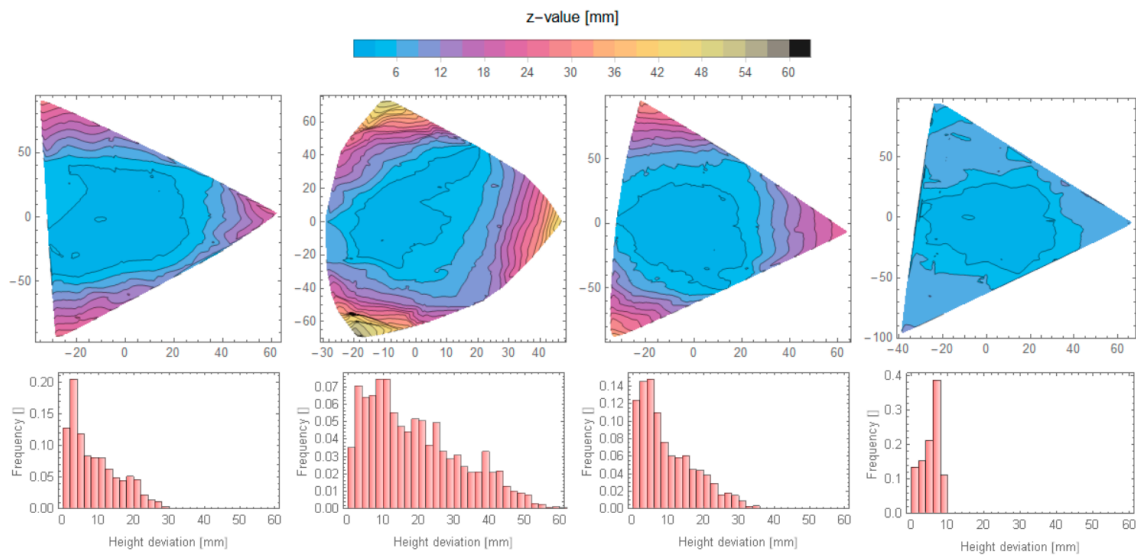 z-value [mm]
6 12 18 24 30 36 42 48 54 60
50
0
-50
-20 0 20 40 60
60
40
20
0
-20
-40
-60
-30 -20 -10 0 10 20 30 40
50
0
-50
-20 0 20 40 60
50
0
-50
-100
-40 -20 0 20 40 60
Frequency []
0.20
0.15
0.10
0.05
0.00
0 10 20 30 40 50 60
Height deviation [mm]
Frequency []
0.07
0.06
0.05
0.04
0.03
0.02
0.01
0.00
0 10 20 30 40 50 60
Height deviation [mm]
Frequency []
0.14
0.12
0.10
0.08
0.06
0.04
0.02
0.00
0 10 20 30 40 50 60
Height deviation [mm]
Frequency []
0.4
0.3
0.2
0.1
0.0
0 10 20 30 40 50 60
Height deviation [mm]